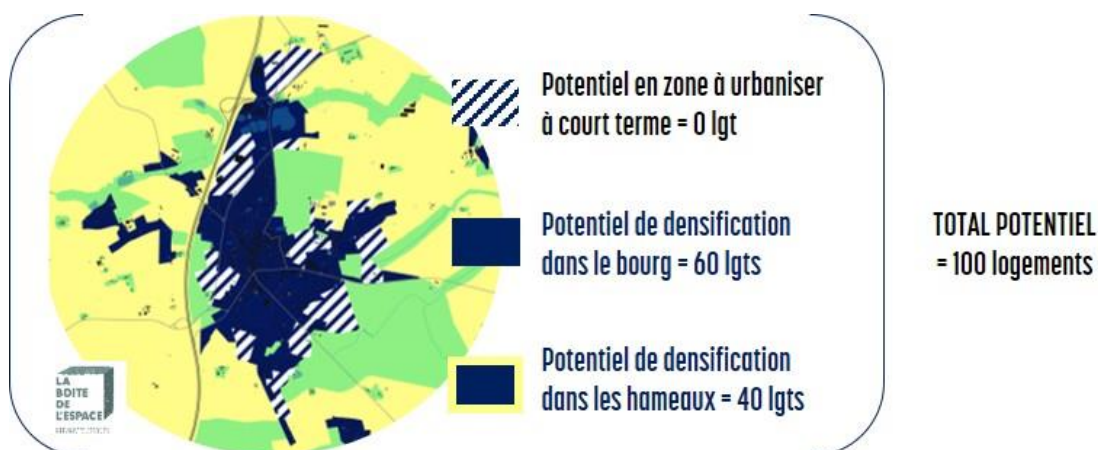 Potentiel en zone à urbaniser
à court terme = 0 lgt
Potentiel de densification
dans le bourg = 60 lgts
Potentiel de densification
dans les hameaux = 40 lgts
TOTAL POTENTIEL
= 100 logements
LA
BOITE
DE
L'ESPACE